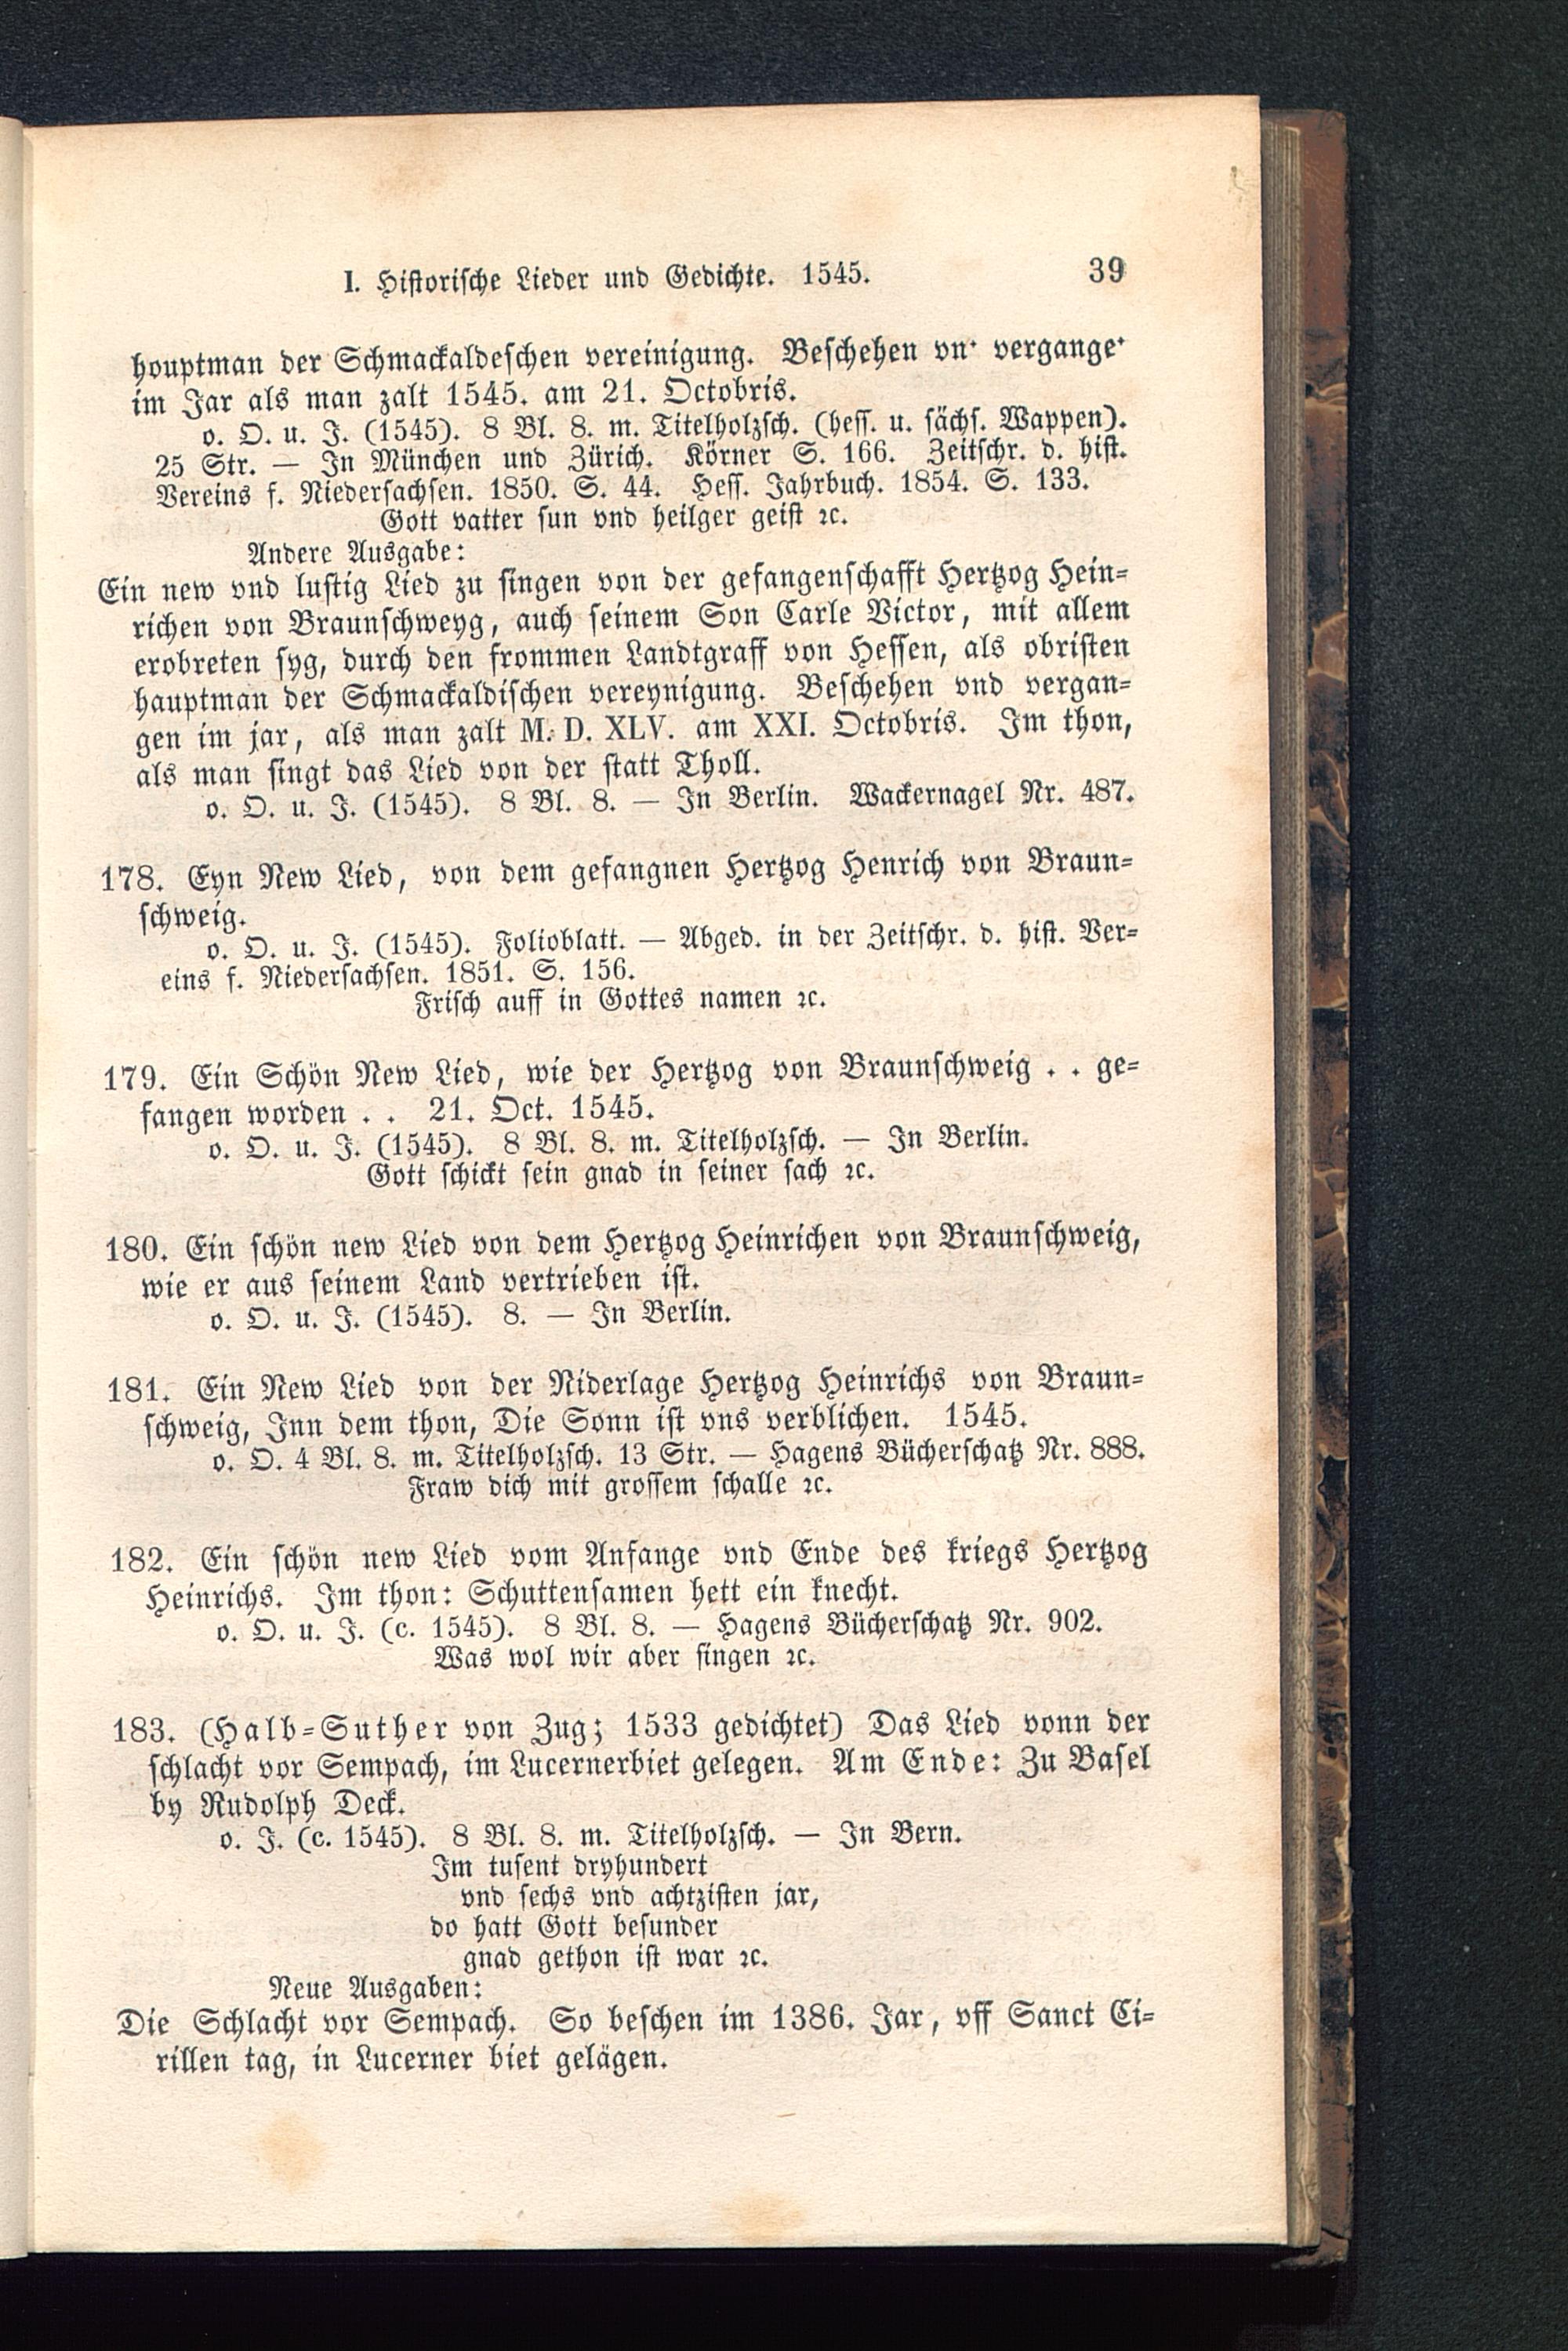 I. Historische Lieder und Gedichte. 1545. 39
houptman der Schmackaldeschen vereinigung. Beschehen vn· vergange·
im Jar als man zalt 1545. am 21. Octobris.
o. O. u. J. (1545). 8 Bl. 8. m. Titelholzsch. (hess. u. sächs. Wappen).
25 Str. — In München und Zürich. Körner S. 166. Zeitschr. d. hist.
Vereins f. Niedersachsen. 1850. S. 44. Hess. Jahrbuch. 1854. S. 133.
Gott vatter sun vnd heilger geist ꝛc.
Andere Ausgabe:
Ein new vnd lustig Lied zu singen von der gefangenschafft Hertzog Hein-
richen von Braunschweyg, auch seinem Son Carle Victor, mit allem
erobreten syg, durch den frommen Landtgraff von Hessen, als obristen
hauptman der Schmackaldischen vereynigung. Beschehen vnd vergan-
gen im jar, als man zalt M. D. XLV. am XXI. Octobris. Im thon,
als man singt das Lied von der statt Tholl.
o. O. u. J. (1545). 8 Bl. 8. — In Berlin. Wackernagel Nr. 487.
178. Eyn New Lied, von dem gefangnen Hertzog Henrich von Braun-
schweig.
o. O. u. J. (1545). Folioblatt. — Abged. in der Zeitschr. d. hist. Ver-
eins f. Niedersachsen. 1851. S. 156.
Frisch auff in Gottes namen ꝛc.
179. Ein Schön New Lied, wie der Hertzog von Braunschweig . . ge-
fangen worden . . 21. Oct. 1545.
o. O. u. J. (1545). 8 Bl. 8. m. Titelholzsch. — In Berlin.
Gott schickt sein gnad in seiner sach ꝛc.
180. Ein schön new Lied von dem Hertzog Heinrichen von Braunschweig,
wie er aus seinem Land vertrieben ist.
o. O. u. J. (1545). 8. — In Berlin.
181. Ein New Lied von der Niderlage Hertzog Heinrichs von Braun-
schweig, Inn dem thon, Die Sonn ist vns verblichen. 1545.
o. O. 4 Bl. 8. m. Titelholzsch. 13 Str. — Hagens Bücherschatz Nr. 888.
Fraw dich mit grossem schalle ꝛc.
182. Ein schön new Lied vom Anfange vnd Ende des kriegs Hertzog
Heinrichs. Im thon: Schuttensamen hett ein knecht.
o. O. u. J. (c. 1545). 8 Bl. 8. — Hagens Bücherschatz Nr. 902.
Was wol wir aber singen ꝛc.
183. (Halb-Suther von Zug; 1533 gedichtet) Das Lied vonn der
schlacht vor Sempach, im Lucernerbiet gelegen. Am Ende: Zu Basel
by Rudolph Deck.
o. J. (c. 1545). 8 Bl. 8. m. Titelholzsch. — In Bern.
Im tusent dryhundert
vnd sechs vnd achtzisten jar,
do hatt Gott besunder
gnad gethon ist war ꝛc.
Neue Ausgaben:
Die Schlacht vor Sempach. So beschen im 1386. Jar, vff Sanct Ci-
rillen tag, in Lucerner biet gelägen.